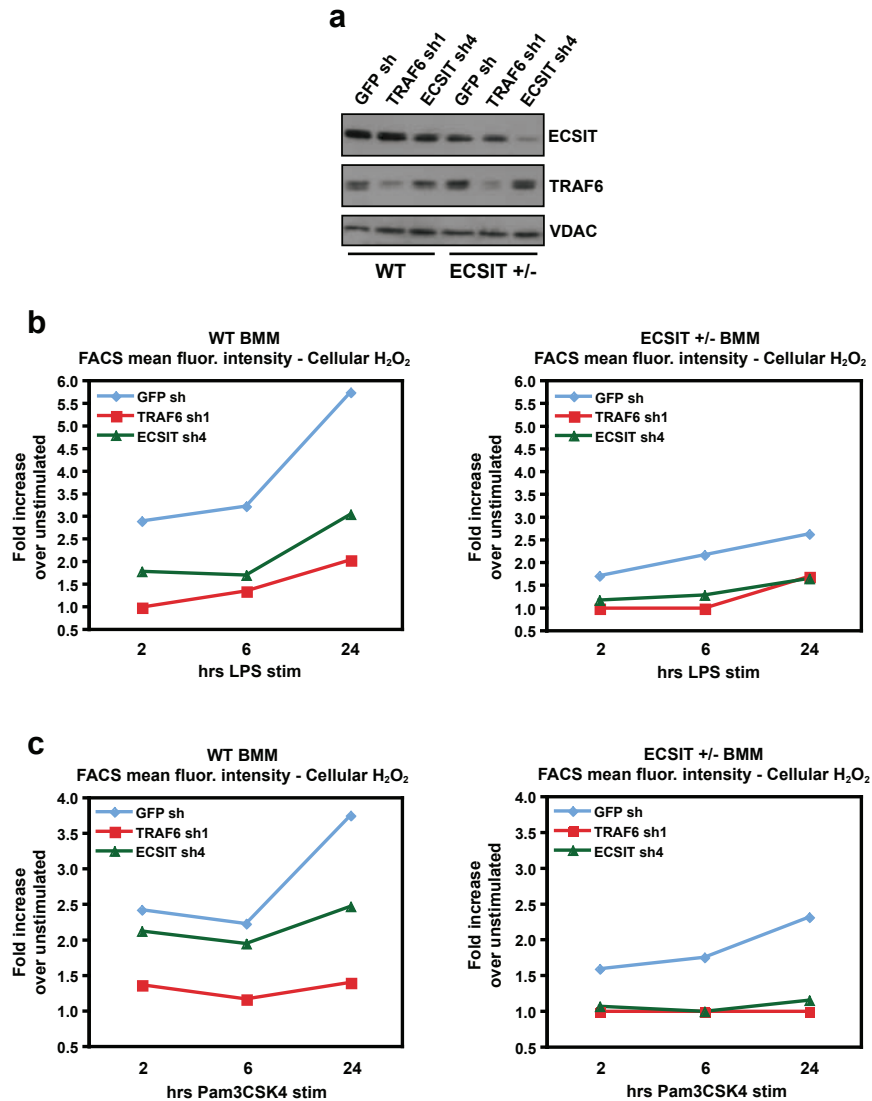 a
GFP sh
TRAF6 sh1
ECSIT sh4
GFP sh
TRAF6 sh1
ECSIT sh4
ECSIT
TRAF6
VDAC
WT
ECSIT +/-
b
WT BMM
FACS mean fluor. intensity - Cellular H₂O₂
Fold increase
over unstimulated
6.0
5.5
5.0
4.5
4.0
3.5
3.0
2.5
2.0
1.5
1.0
0.5
GFP sh
TRAF6 sh1
ECSIT sh4
2 6 24
hrs LPS stim
ECSIT +/- BMM
FACS mean fluor. intensity - Cellular H₂O₂
Fold increase
over unstimulated
6.0
5.5
5.0
4.5
4.0
3.5
3.0
2.5
2.0
1.5
1.0
0.5
GFP sh
TRAF6 sh1
ECSIT sh4
2 6 24
hrs LPS stim
c
WT BMM
FACS mean fluor. intensity - Cellular H₂O₂
Fold increase
over unstimulated
4.0
3.5
3.0
2.5
2.0
1.5
1.0
0.5
GFP sh
TRAF6 sh1
ECSIT sh4
2 6 24
hrs Pam3CSK4 stim
ECSIT +/- BMM
FACS mean fluor. intensity - Cellular H₂O₂
Fold increase
over unstimulated
4.0
3.5
3.0
2.5
2.0
1.5
1.0
0.5
GFP sh
TRAF6 sh1
ECSIT sh4
2 6 24
hrs Pam3CSK4 stim